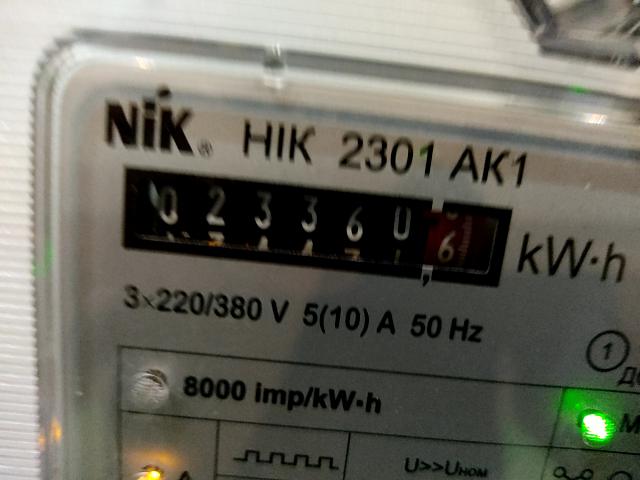 NiK® НІК 2301 АК1
0 2 3 3 6 0 , 6 kW·h
3×220/380 V 5(10) A 50 Hz
1
8000 imp/kW·h
U>>Uном